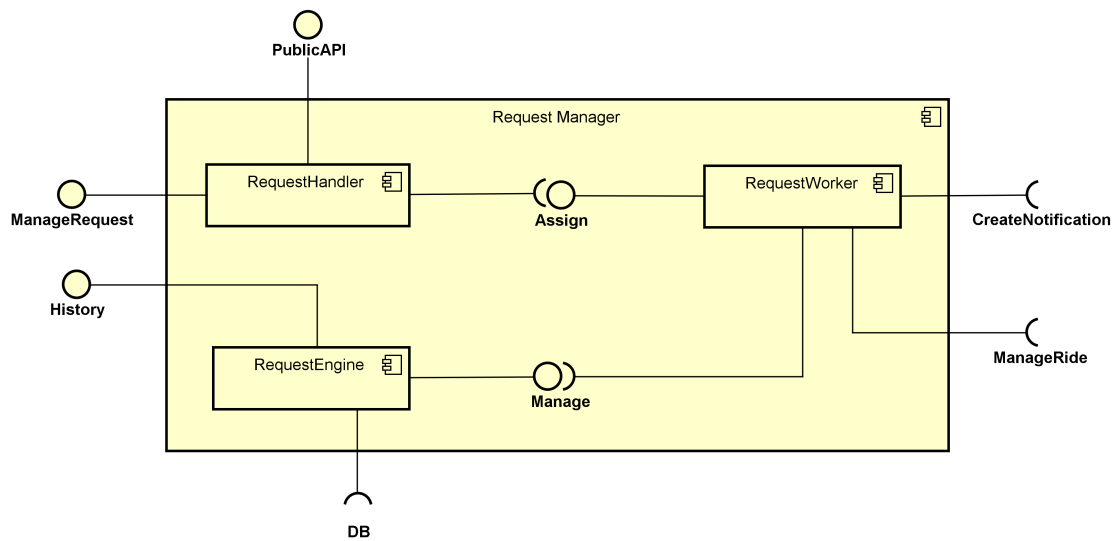 PublicAPI
Request Manager
RequestHandler
RequestWorker
ManageRequest
Assign
CreateNotification
History
RequestEngine
ManageRide
Manage
DB